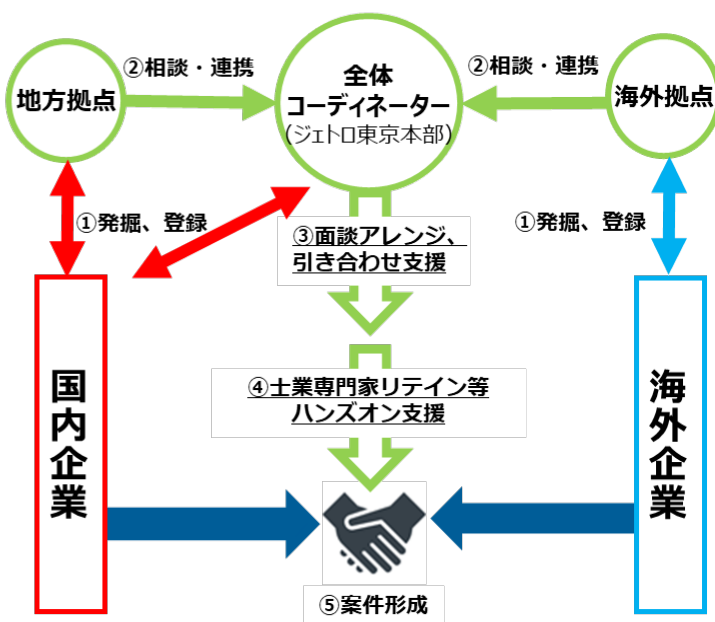 ②相談・連携
②相談・連携
地方拠点
全体
コーディネーター
(ジェトロ東京本部)
海外拠点
①発掘、登録
①発掘、登録
③面談アレンジ、
引き合わせ支援
④士業専門家リテイン等
ハンズオン支援
国内企業
海外企業
⑤案件形成